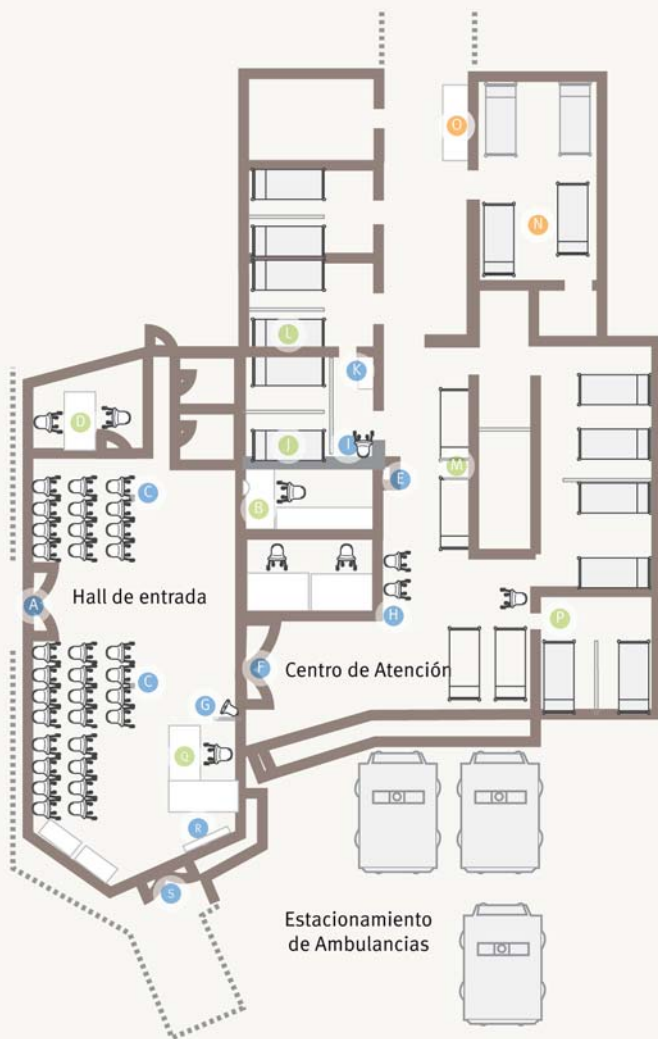 O
N
L
K
D
J
I
M
C
B
E
A
Hall de entrada
H
P
F
Centro de Atención
C
G
Q
R
S
Estacionamiento
de Ambulancias